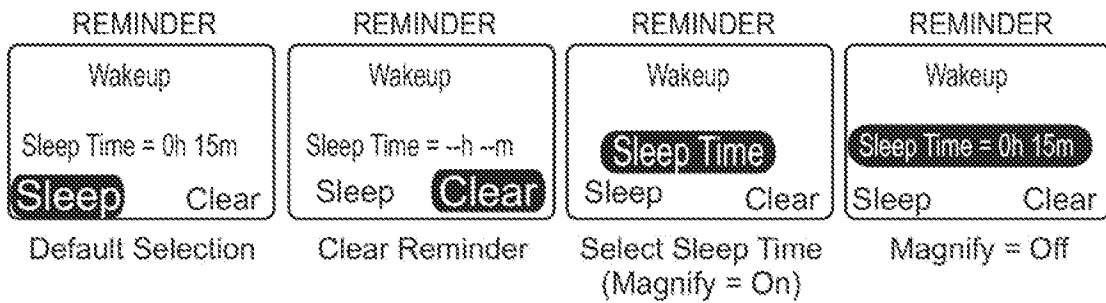 REMINDER
Wakeup
Sleep Time = 0h 15m
Sleep Clear
Default Selection
REMINDER
Wakeup
Sleep Time = --h --m
Sleep Clear
Clear Reminder
REMINDER
Wakeup
Sleep Time
Sleep Clear
Select Sleep Time
(Magnify = On)
REMINDER
Wakeup
Sleep Time = 0h 15m
Sleep Clear
Magnify = Off